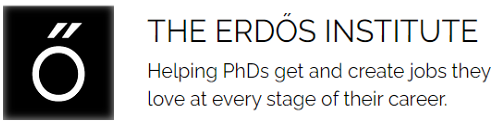 Ő
THE ERDŐS INSTITUTE
Helping PhDs get and create jobs they
love at every stage of their career.